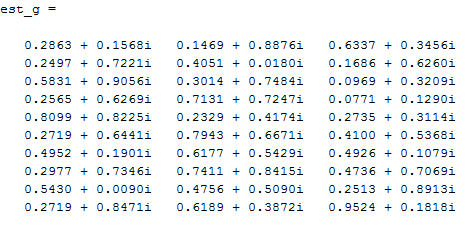 est_g =
0.2863 + 0.1568i 0.1469 + 0.8876i 0.6337 + 0.3456i
0.2497 + 0.7221i 0.4051 + 0.0180i 0.1686 + 0.6260i
0.5831 + 0.9056i 0.3014 + 0.7484i 0.0969 + 0.3209i
0.2565 + 0.6269i 0.7131 + 0.7247i 0.0771 + 0.1290i
0.8099 + 0.8225i 0.2329 + 0.4174i 0.2735 + 0.3114i
0.2719 + 0.6441i 0.7943 + 0.6671i 0.4100 + 0.5368i
0.4952 + 0.1901i 0.6177 + 0.5429i 0.4926 + 0.1079i
0.2977 + 0.7346i 0.7411 + 0.8415i 0.4736 + 0.7069i
0.5430 + 0.0090i 0.4756 + 0.5090i 0.2513 + 0.8913i
0.2719 + 0.8471i 0.6189 + 0.3872i 0.9524 + 0.1818i